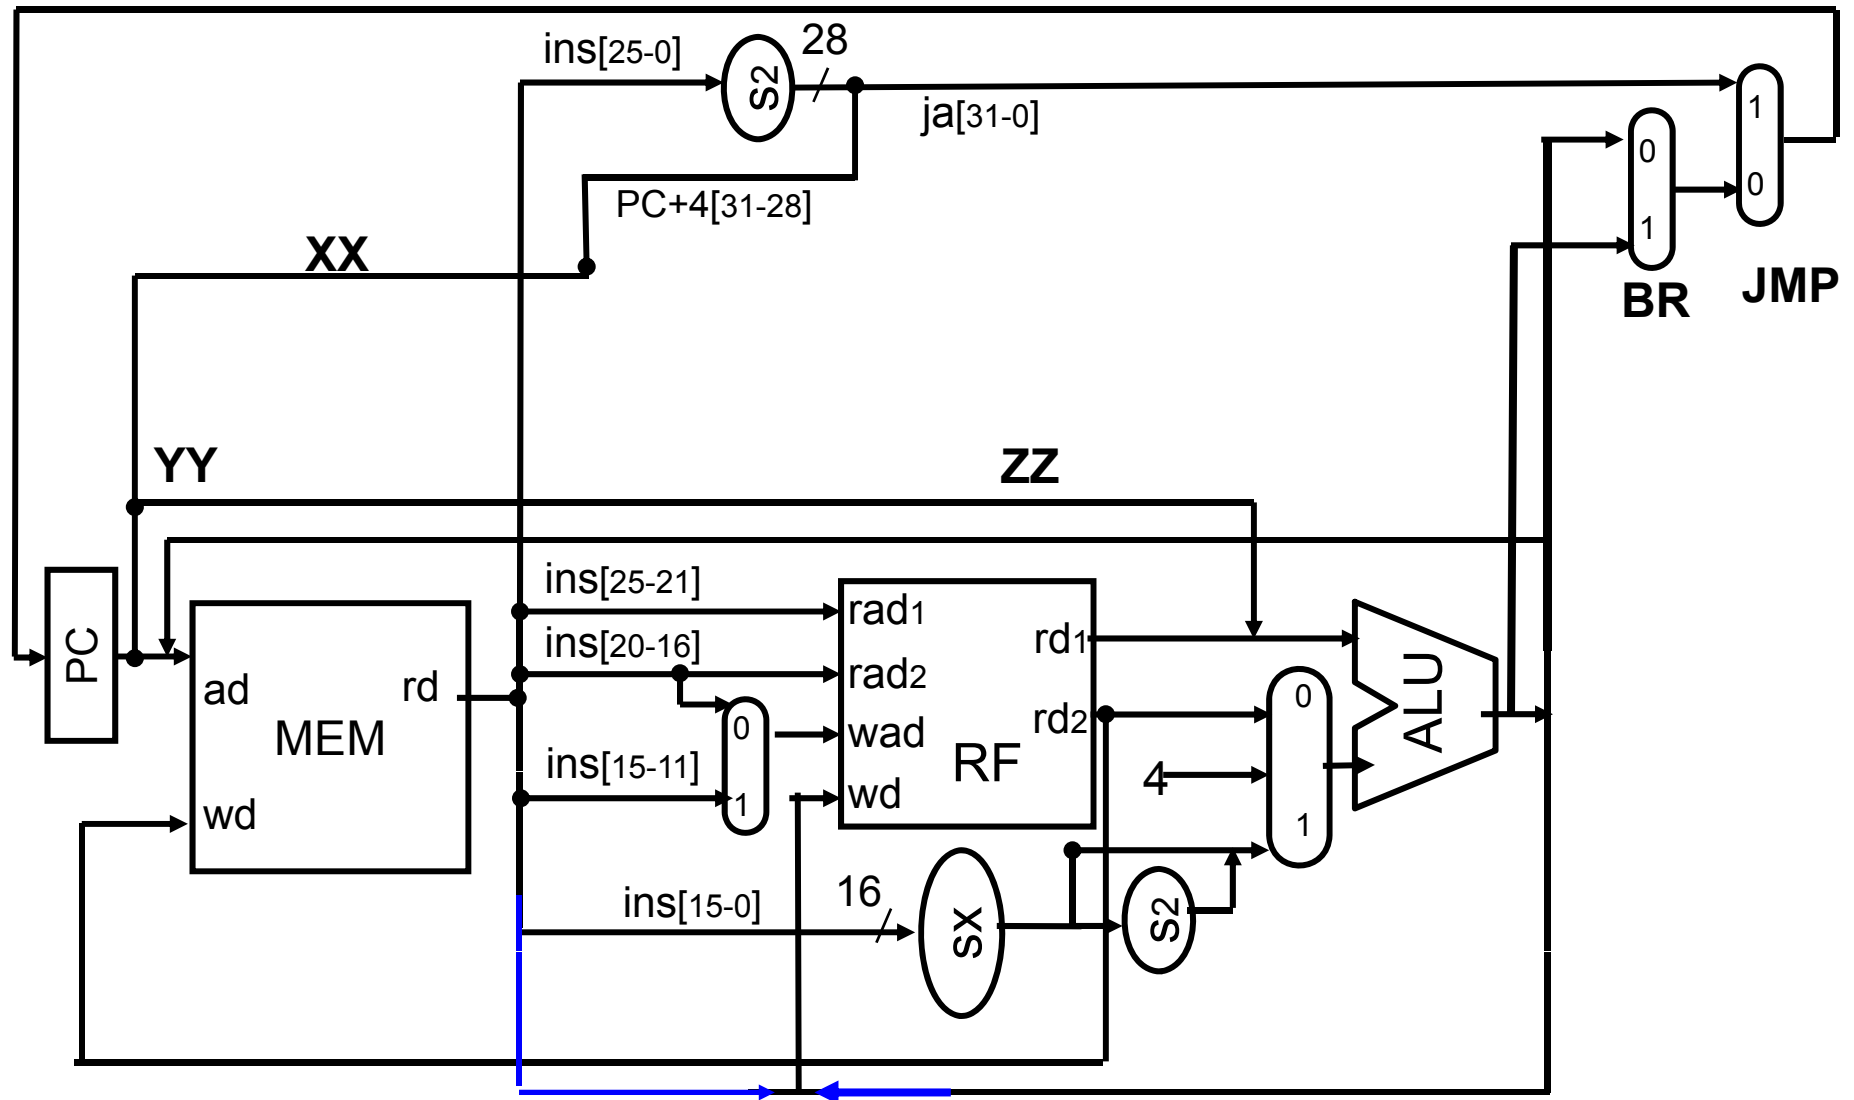 ins[25-0]
S2
28
ja[31-0]
1
0
JMP
0
1
BR
PC+4[31-28]
XX
YY
ZZ
PC
ad
rd
MEM
wd
ins[25-21]
ins[20-16]
ins[15-11]
0
1
rad1
rad2
wad
wd
rd1
rd2
RF
4
0
1
ALU
ins[15-0]
16
sx
s2